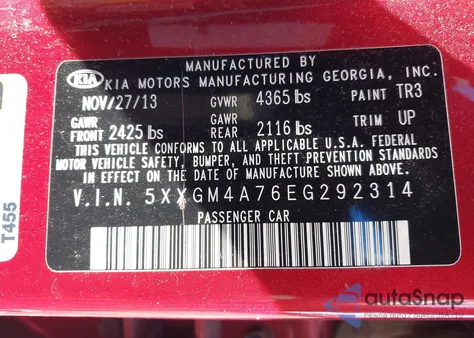 MANUFACTURED BY
KIA KIA MOTORS MANUFACTURING GEORGIA, INC.
NOV/27/13 GVWR 4365 lbs PAINT TR3
GAWR FRONT 2425 lbs GAWR REAR 2116 lbs TRIM UP
THIS VEHICLE CONFORMS TO ALL APPLICABLE U.S.A. FEDERAL
MOTOR VEHICLE SAFETY, BUMPER, AND THEFT PREVENTION STANDARDS
IN EFFECT ON THE DATE OF MANUFACTURE SHOWN ABOVE.
V.I.N. 5XXGM4A76EG292314
PASSENGER CAR
T455
autoSnap